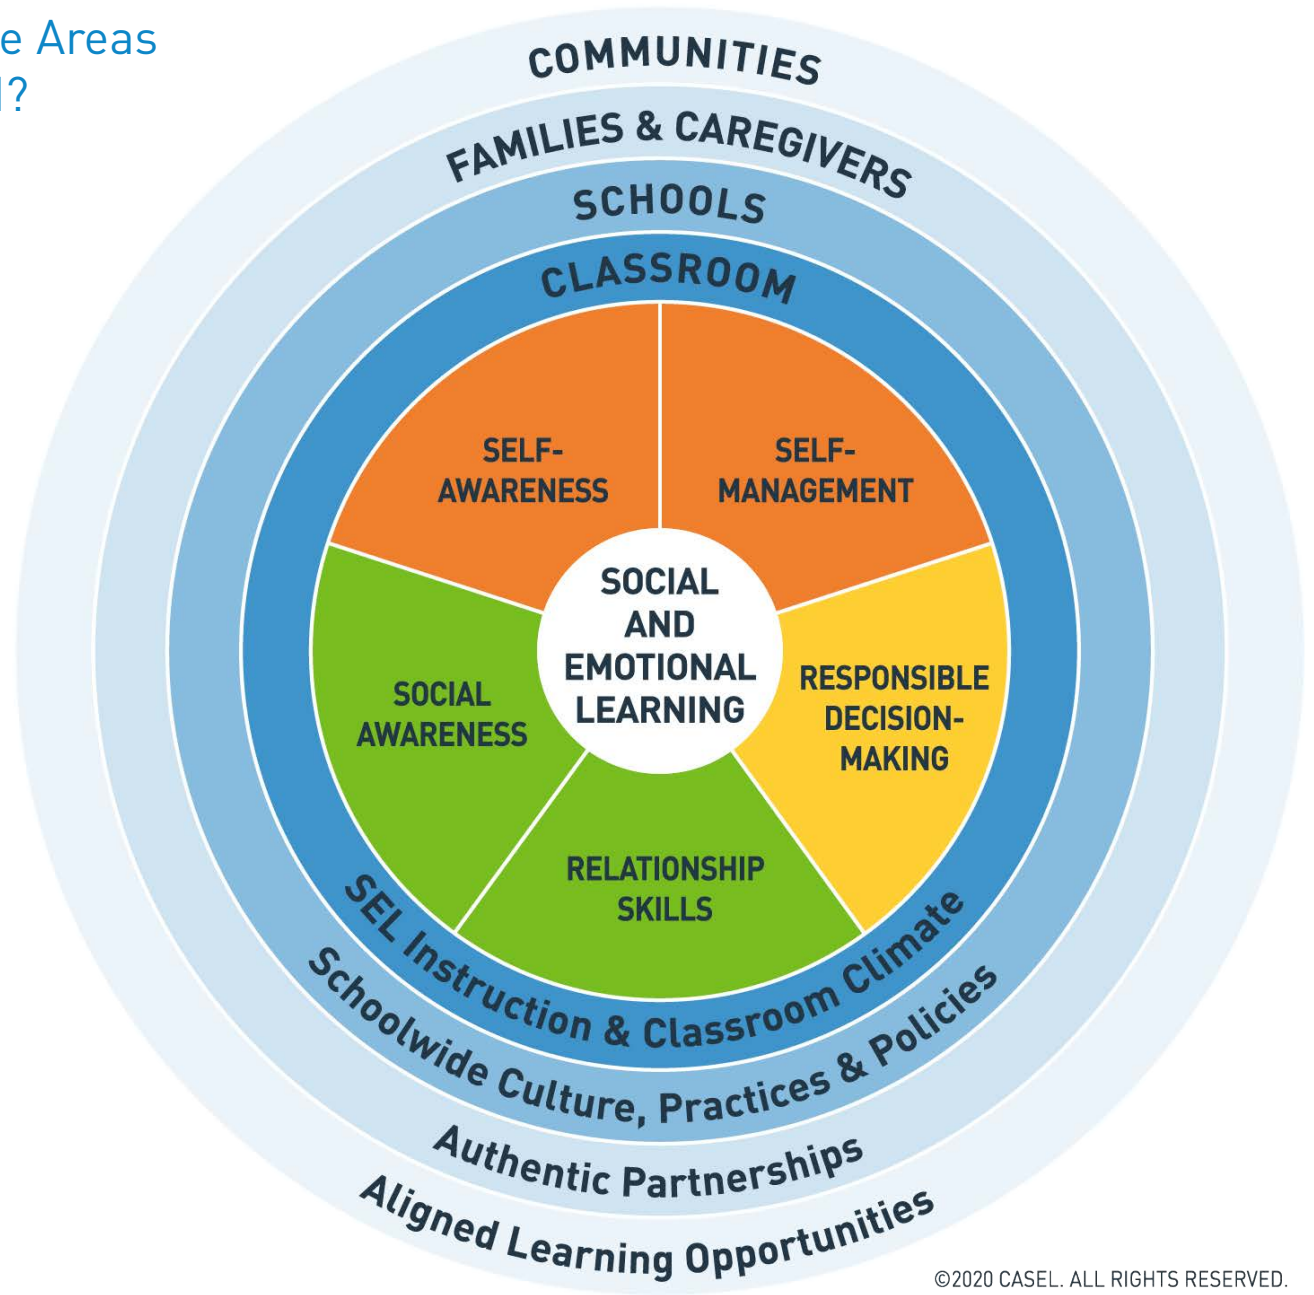 e Areas
?
COMMUNITIES
FAMILIES & CAREGIVERS
SCHOOLS
CLASSROOM
SELF-
AWARENESS
SELF-
MANAGEMENT
SOCIAL
AND
EMOTIONAL
LEARNING
SOCIAL
AWARENESS
RESPONSIBLE
DECISION-
MAKING
RELATIONSHIP
SKILLS
SEL Instruction & Classroom Climate
Schoolwide Culture, Practices & Policies
Authentic Partnerships
Aligned Learning Opportunities
©2020 CASEL. ALL RIGHTS RESERVED.